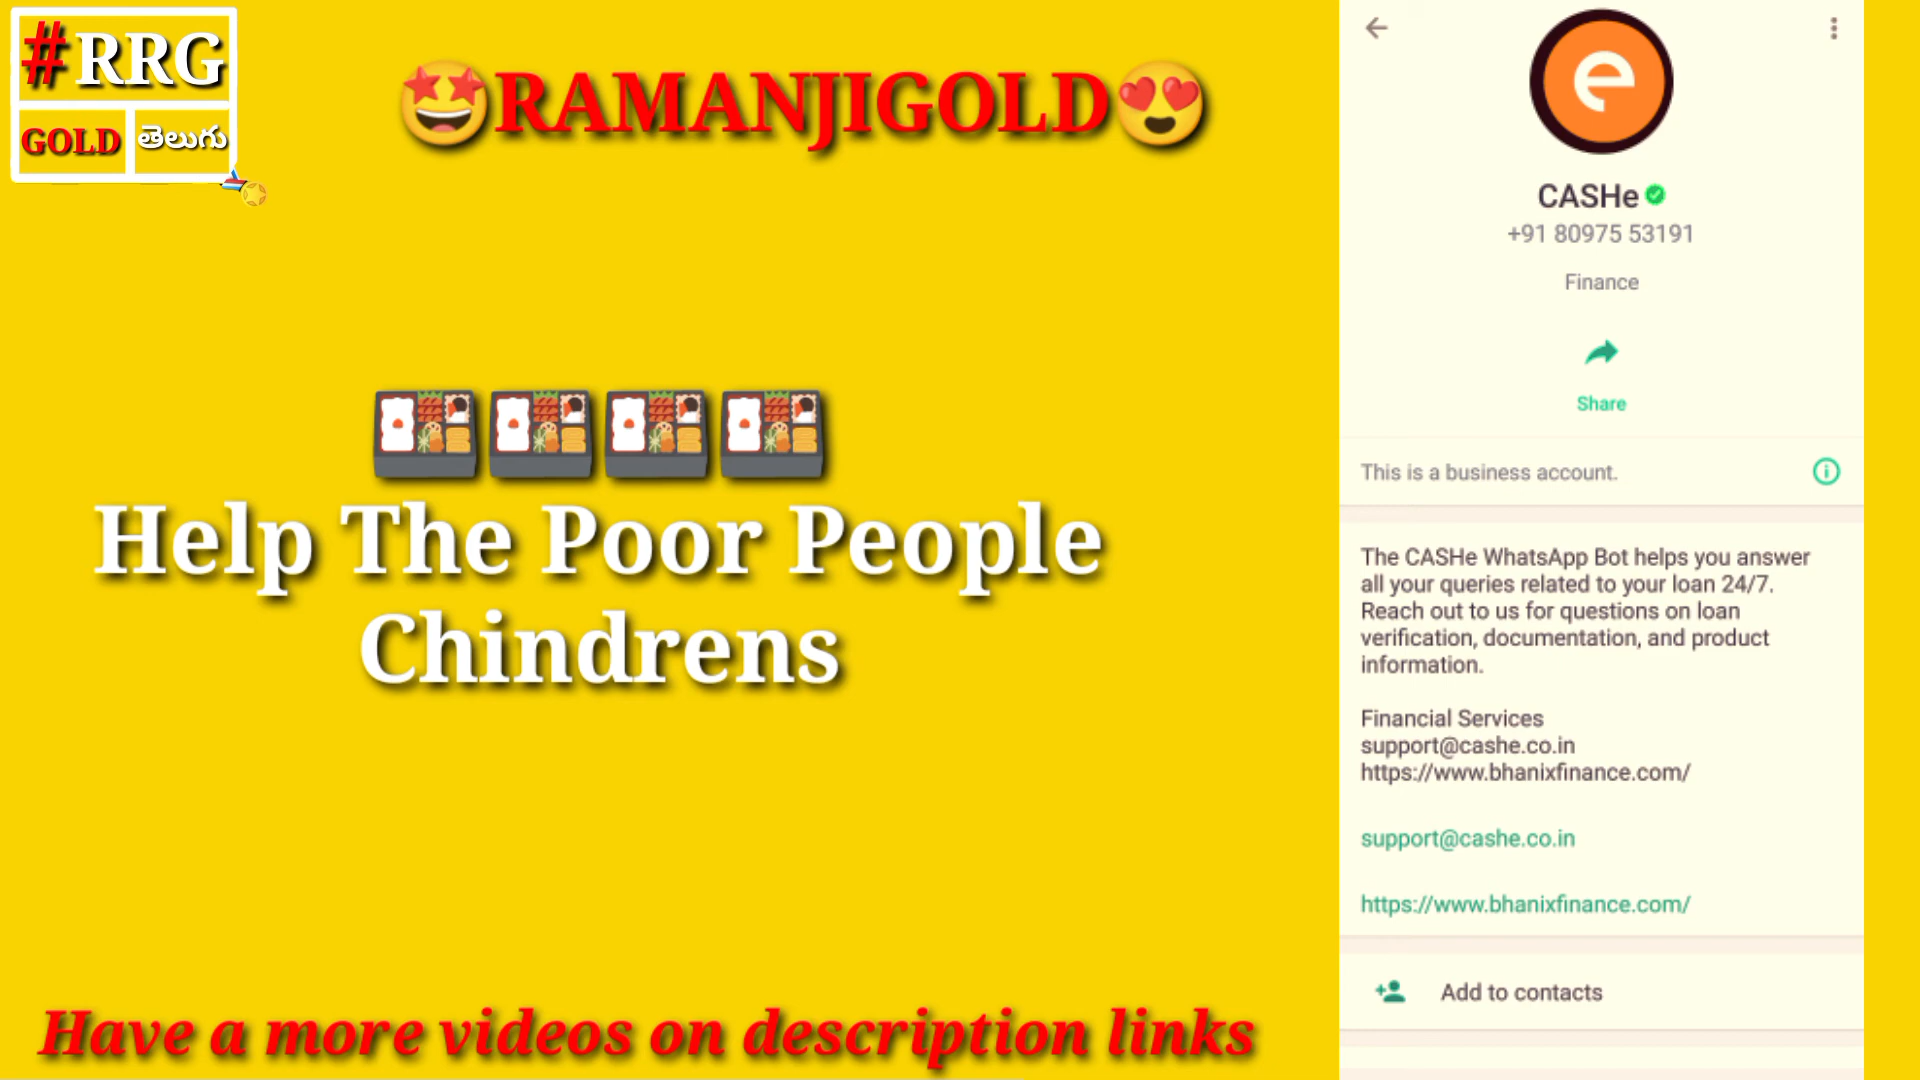 #RRG
GOLD తెలుగు
🤩RAMANJIGOLD😍
🍱🍱🍱🍱
Help The Poor People
Chindrens
Have a more videos on description links
CASHe
+91 80975 53191
Finance
Share
This is a business account.
The CASHe WhatsApp Bot helps you answer
all your queries related to your loan 24/7.
Reach out to us for questions on loan
verification, documentation, and product
information.
Financial Services
support@cashe.co.in
https://www.bhanixfinance.com/
support@cashe.co.in
https://www.bhanixfinance.com/
Add to contacts